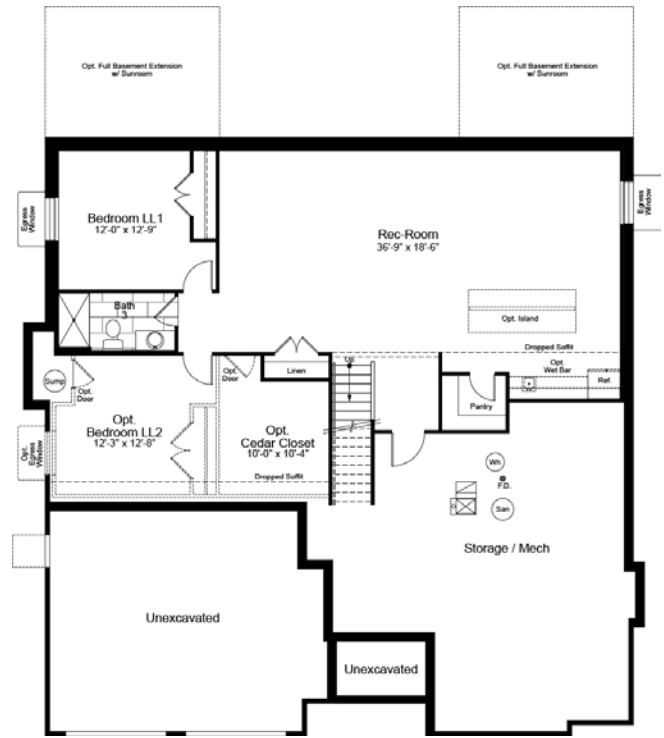 Opt. Full Basement Extension
w/ Sunroom
Opt. Full Basement Extension
w/ Sunroom
Egress
Window
Bedroom LL1
12'-0" x 12'-9"
Rec-Room
36'-9" x 18'-6"
Egress
Window
Bath
3
Opt. Island
Dropped Soffit
Linen
Up
Opt.
Door
Opt.
Wet Bar
Ref.
Sump
Opt.
Door
Pantry
Opt.
Bedroom LL2
12'-3" x 12'-8"
Opt.
Cedar Closet
10'-0" x 10'-4"
Opt.
Egress
Window
Dropped Soffit
Wh
F.D.
San
Storage / Mech
Unexcavated
Unexcavated